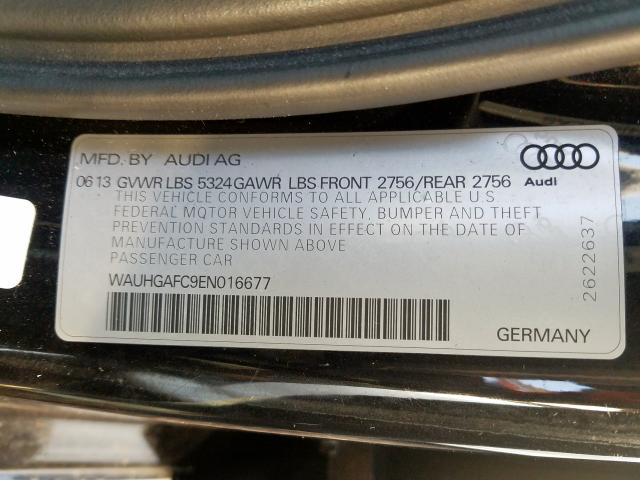 MFD. BY AUDI AG
0613 GVWR LBS 5324 GAWR LBS FRONT 2756/REAR 2756
Audi
THIS VEHICLE CONFORMS TO ALL APPLICABLE U.S
FEDERAL MOTOR VEHICLE SAFETY, BUMPER AND THEFT
PREVENTION STANDARDS IN EFFECT ON THE DATE OF
MANUFACTURE SHOWN ABOVE
PASSENGER CAR
WAUHGAFC9EN016677
GERMANY
2622637